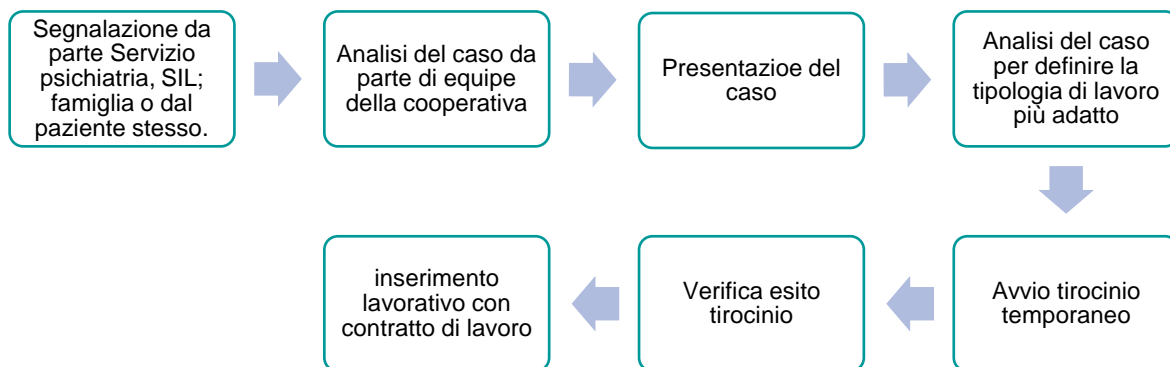 Segnalazione da
parte Servizio
psichiatria, SIL;
famiglia o dal
paziente stesso.
Analisi del caso da
parte di equipe
della cooperativa
Presentazioe del
caso
Analisi del caso
per definire la
tipologia di lavoro
più adatto
Avvio tirocinio
temporaneo
Verifica esito
tirocinio
inserimento
lavorativo con
contratto di lavoro